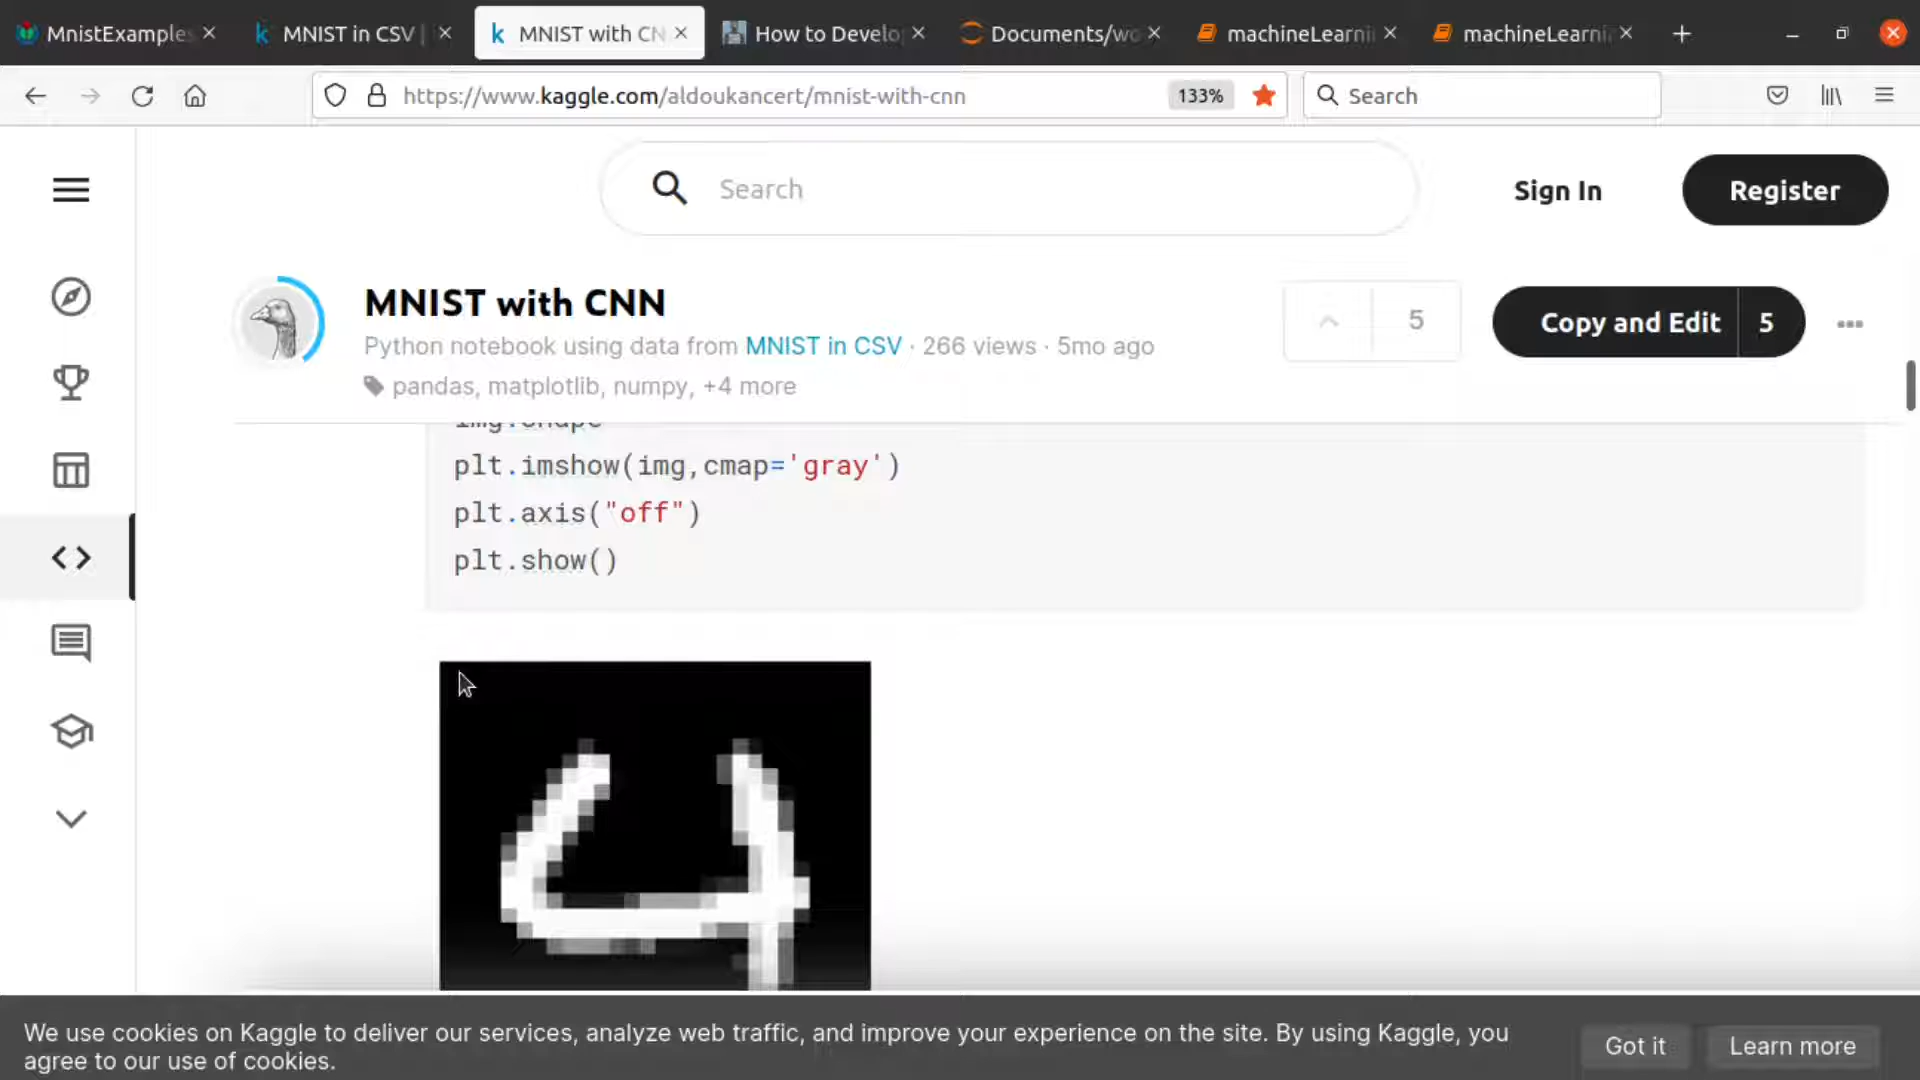 MnistExamples
MNIST in CSV |
MNIST with CN
How to Develo
Documents/wo
machineLearni
machineLearni
https://www.kaggle.com/aldoukancert/mnist-with-cnn
133%
Search
Search
Sign In
Register
MNIST with CNN
5
Copy and Edit 5
Python notebook using data from MNIST in CSV · 266 views · 5mo ago
pandas, matplotlib, numpy, +4 more
img.shape
plt.imshow(img,cmap='gray')
plt.axis("off")
plt.show()
4
We use cookies on Kaggle to deliver our services, analyze web traffic, and improve your experience on the site. By using Kaggle, you
agree to our use of cookies.
Got it
Learn more